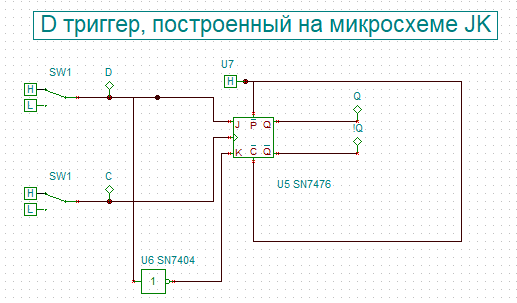 D триггер, построенный на микросхеме JK
SW1 D U7
H H
L Q
!Q
J P Q
K C Q
SW1 C
U5 SN7476
H
L
U6 SN7404
1